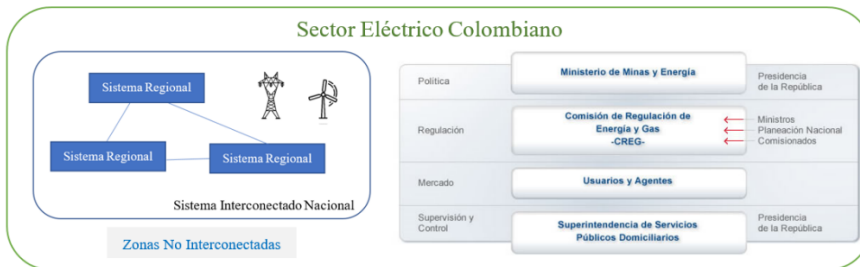 Sector Eléctrico Colombiano
Sistema Regional
Sistema Regional
Sistema Regional
Sistema Interconectado Nacional
Zonas No Interconectadas
Política
Ministerio de Minas y Energía
Presidencia
de la República
Regulación
Comisión de Regulación de
Energía y Gas
-CREG-
Ministros
Planeación Nacional
Comisionados
Mercado
Usuarios y Agentes
Supervisión y
Control
Superintendencia de Servicios
Públicos Domiciliarios
Presidencia
de la República